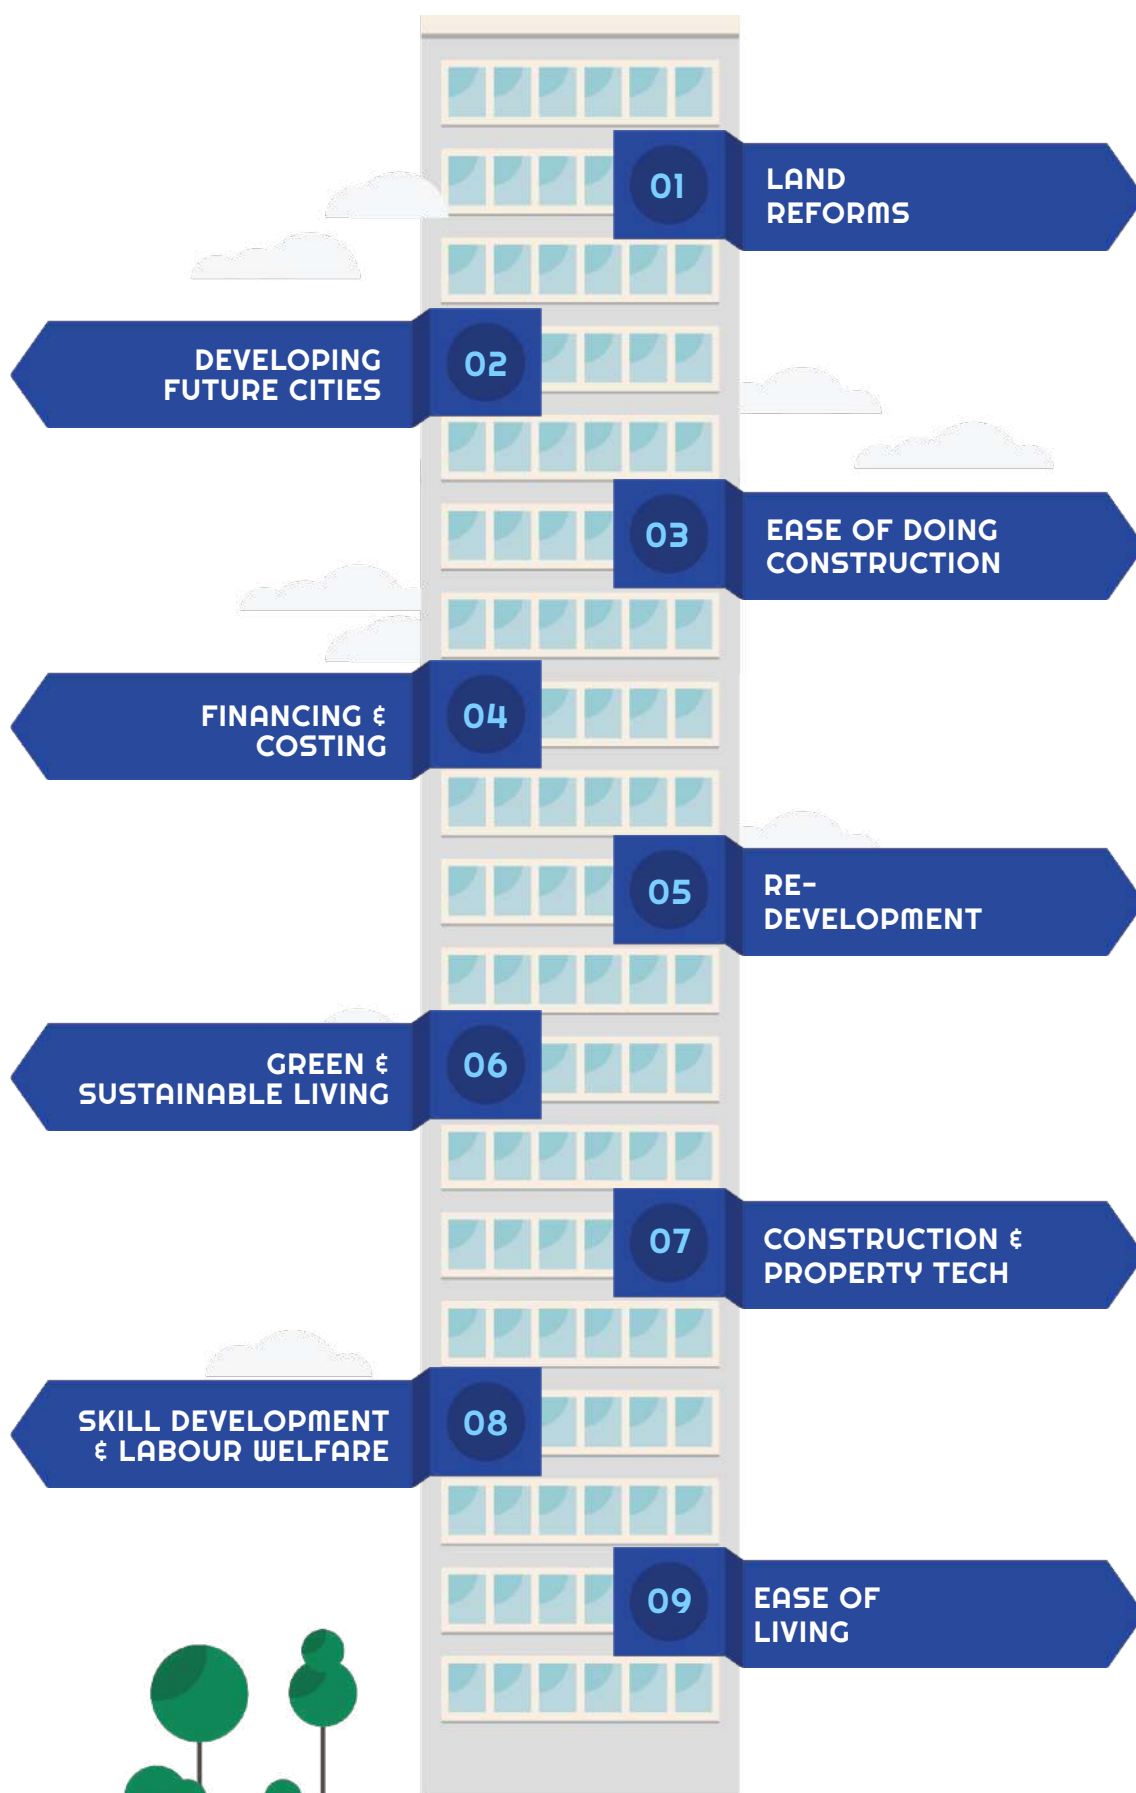 01
LAND
REFORMS
02
DEVELOPING
FUTURE CITIES
03
EASE OF DOING
CONSTRUCTION
04
FINANCING &
COSTING
05
RE-
DEVELOPMENT
06
GREEN &
SUSTAINABLE LIVING
07
CONSTRUCTION &
PROPERTY TECH
08
SKILL DEVELOPMENT
& LABOUR WELFARE
09
EASE OF
LIVING